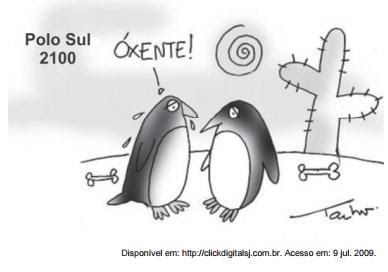 Polo Sul
2100
ÓXENTE!
Disponível em: http://clickdigitalsj.com.br. Acesso em: 9 jul. 2009.